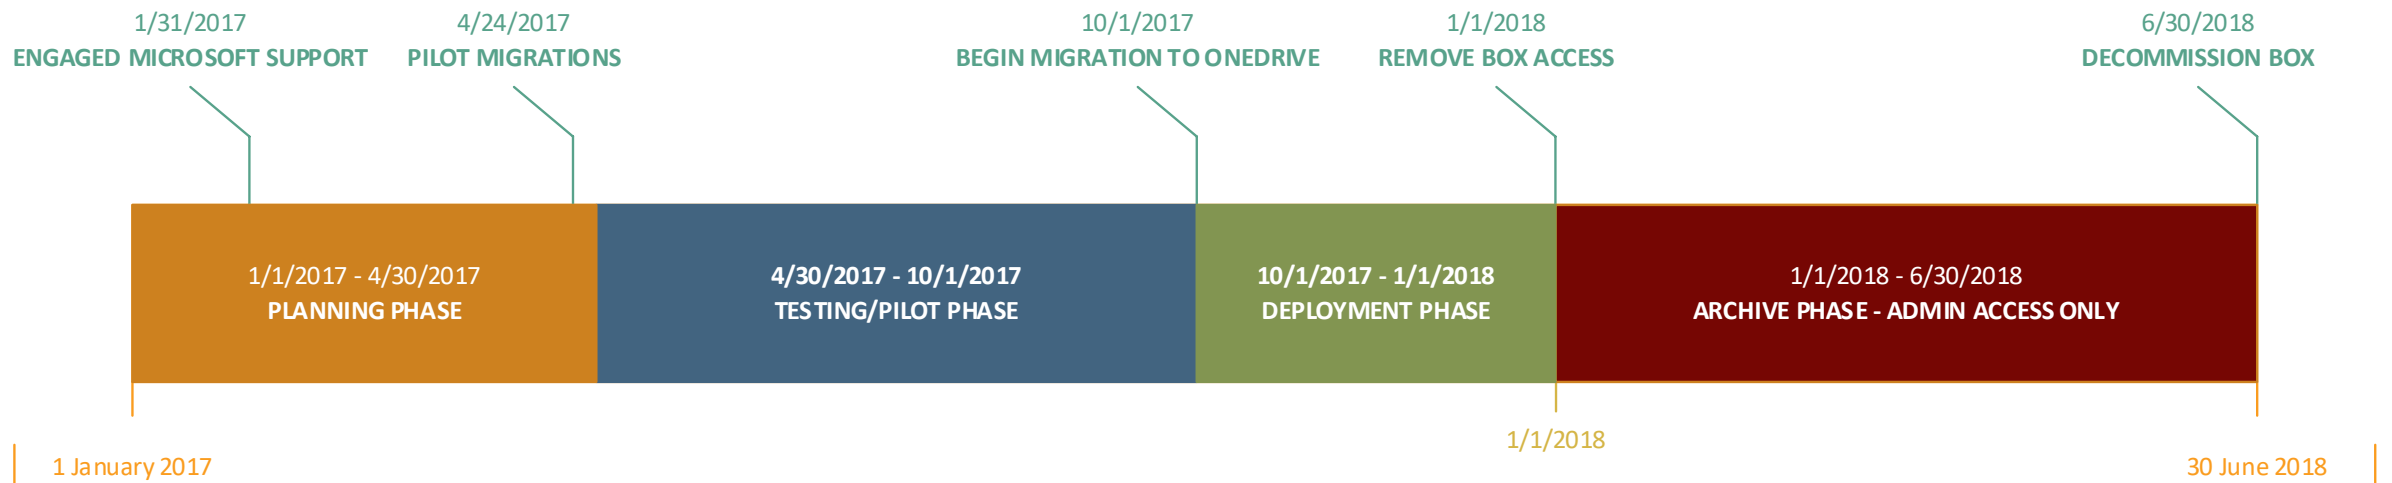 1/31/2017
ENGAGED MICROSOFT SUPPORT
4/24/2017
PILOT MIGRATIONS
10/1/2017
BEGIN MIGRATION TO ONEDRIVE
1/1/2018
REMOVE BOX ACCESS
6/30/2018
DECOMMISSION BOX
1/1/2017 - 4/30/2017
PLANNING PHASE
4/30/2017 - 10/1/2017
TESTING/PILOT PHASE
10/1/2017 - 1/1/2018
DEPLOYMENT PHASE
1/1/2018 - 6/30/2018
ARCHIVE PHASE - ADMIN ACCESS ONLY
1/1/2018
1 January 2017
30 June 2018